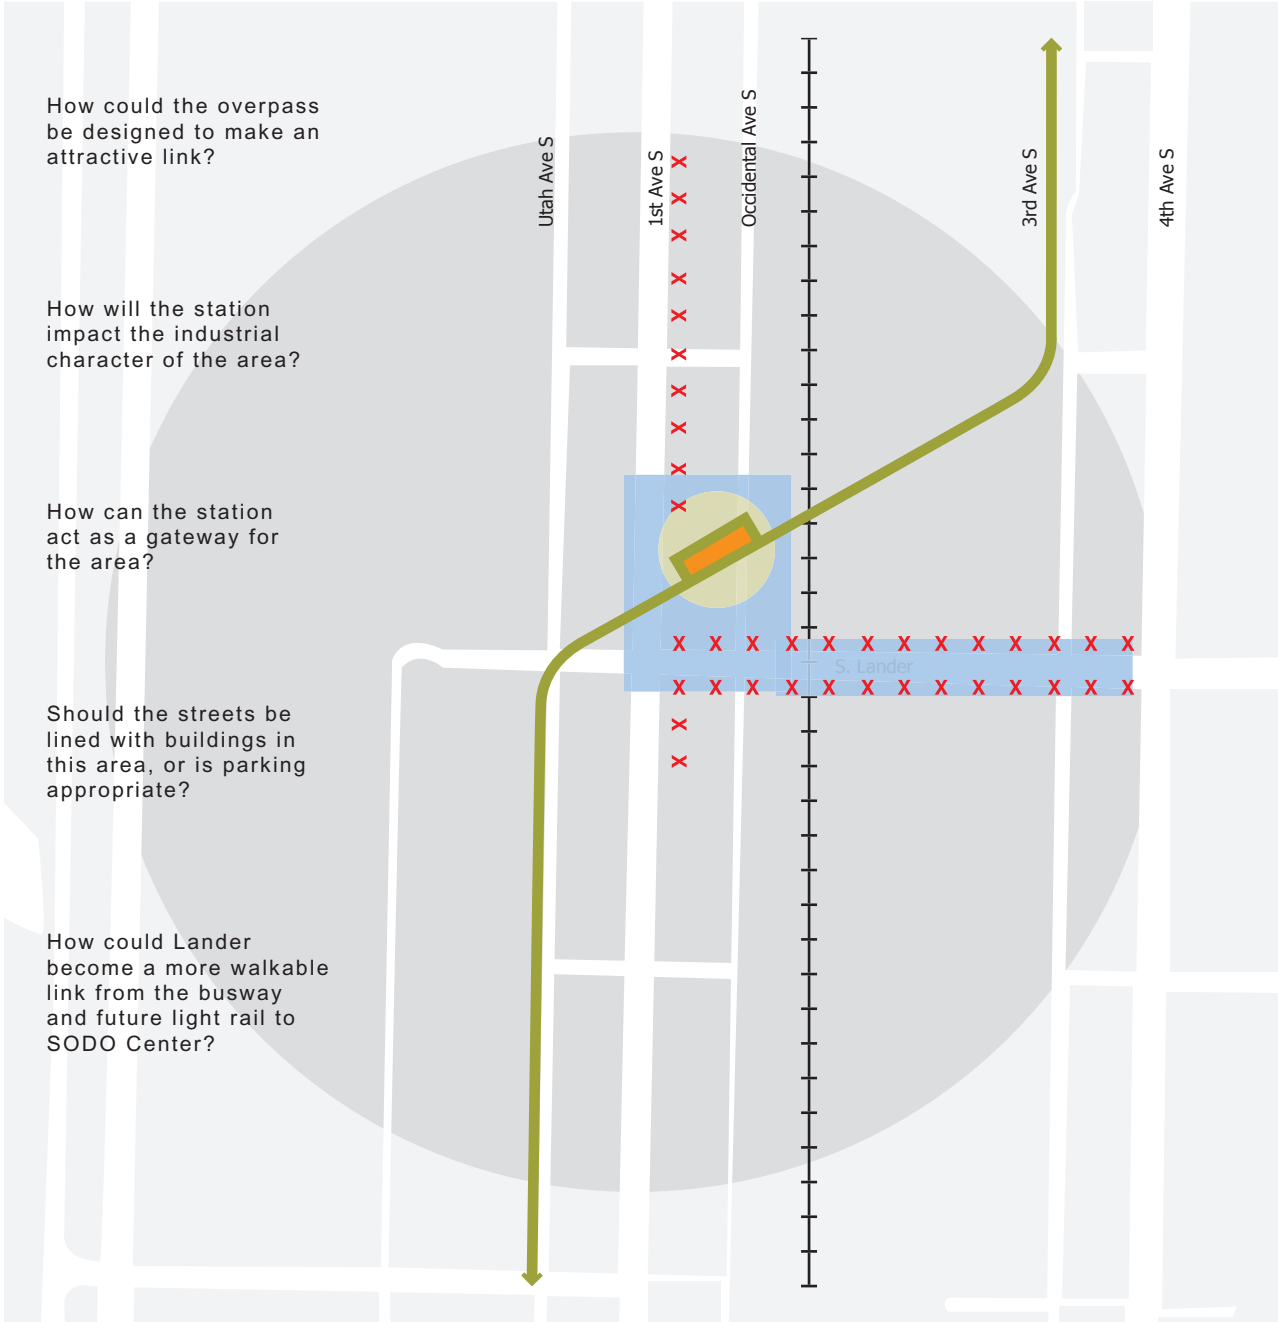 How could the overpass
be designed to make an
attractive link?
How will the station
impact the industrial
character of the area?
How can the station
act as a gateway for
the area?
Should the streets be
lined with buildings in
this area, or is parking
appropriate?
How could Lander
become a more walkable
link from the busway
and future light rail to
SODO Center?
Utah Ave S
1st Ave S
Occidental Ave S
3rd Ave S
4th Ave S
S. Lander